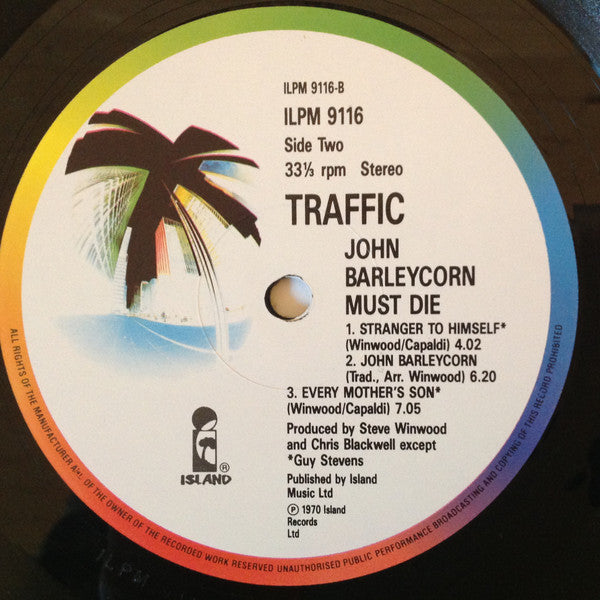 ILPM 9116-B
ILPM 9116
Side Two
33⅓ rpm Stereo
TRAFFIC
JOHN
BARLEYCORN
MUST DIE
1. STRANGER TO HIMSELF*
(Winwood/Capaldi) 4.02
2. JOHN BARLEYCORN
(Trad., Arr. Winwood) 6.20
3. EVERY MOTHER'S SON*
(Winwood/Capaldi) 7.05
Produced by Steve Winwood
and Chris Blackwell except
*Guy Stevens
Published by Island
Music Ltd
℗ 1970 Island
Records
Ltd
ISLAND®
ALL RIGHTS OF THE MANUFACTURER AND OF THE OWNER OF THE RECORDED WORK RESERVED UNAUTHORISED PUBLIC PERFORMANCE BROADCASTING AND COPYING OF THIS RECORD PROHIBITED
ILPM